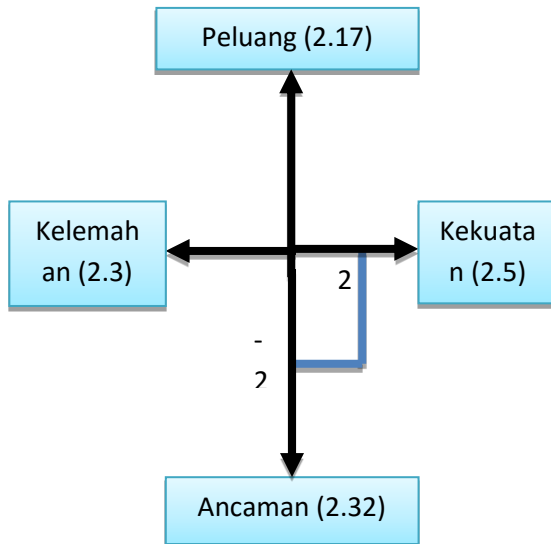 Peluang (2.17)
Kelemah
an (2.3)
Kekuata
n (2.5)
2
-
2
Ancaman (2.32)